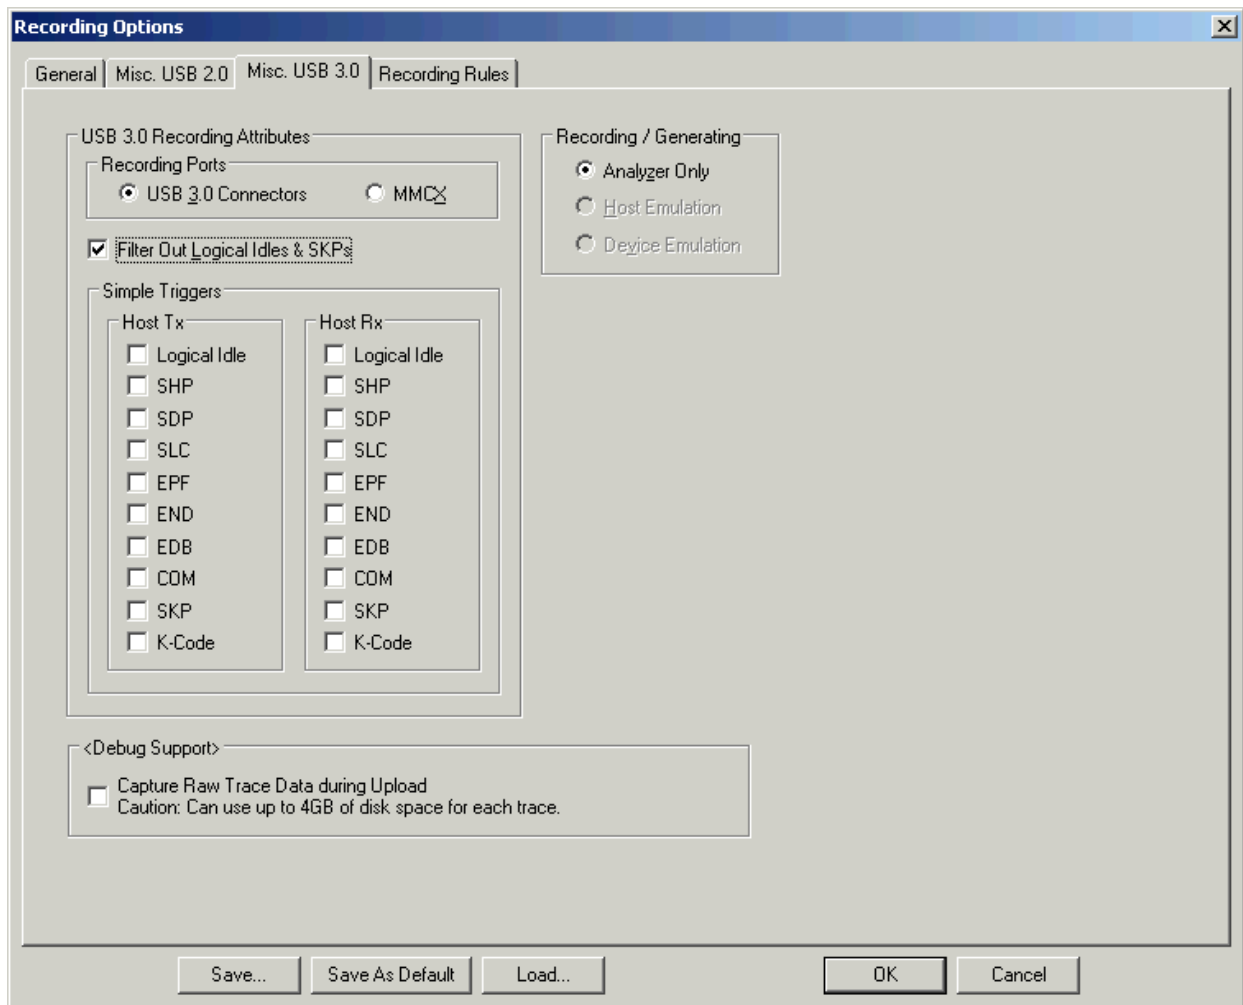 Recording Options
General
Misc. USB 2.0
Misc. USB 3.0
Recording Rules
USB 3.0 Recording Attributes
Recording Ports
USB 3.0 Connectors
MMCX
Filter Out Logical Idles & SKPs
Simple Triggers
Host Tx
Logical Idle
SHP
SDP
SLC
EPF
END
EDB
COM
SKP
K-Code
Host Rx
Logical Idle
SHP
SDP
SLC
EPF
END
EDB
COM
SKP
K-Code
Recording / Generating
Analyzer Only
Host Emulation
Device Emulation
<Debug Support>
Capture Raw Trace Data during Upload
Caution: Can use up to 4GB of disk space for each trace.
Save...
Save As Default
Load...
OK
Cancel